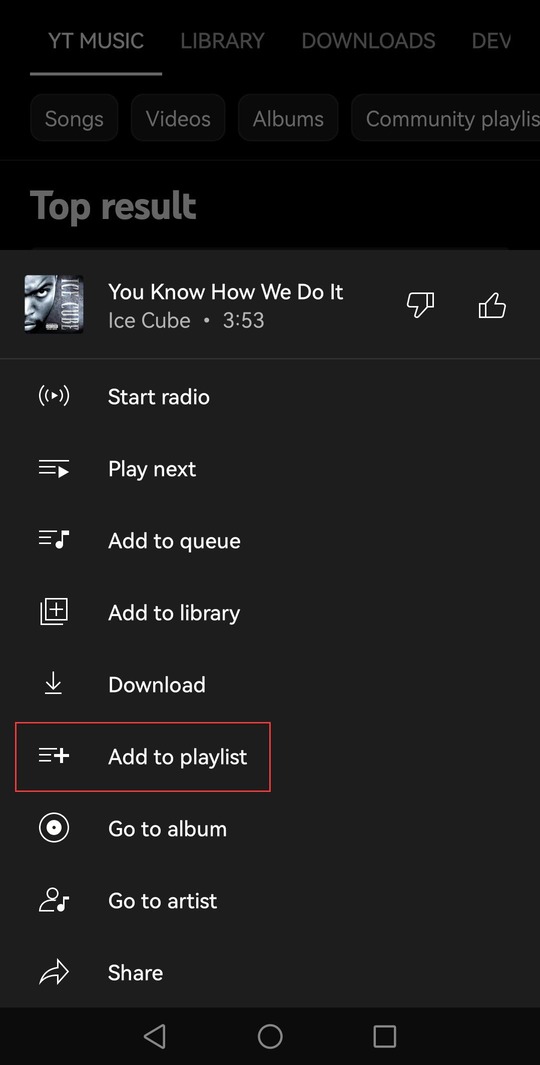 YT MUSIC LIBRARY DOWNLOADS
Songs Videos Albums Community
Top result
You Know How We Do It
Ice Cube • 3:53
ICE CUBE
Start radio
Play next
Add to queue
Add to library
Download
Add to playlist
Go to album
Go to artist
Share